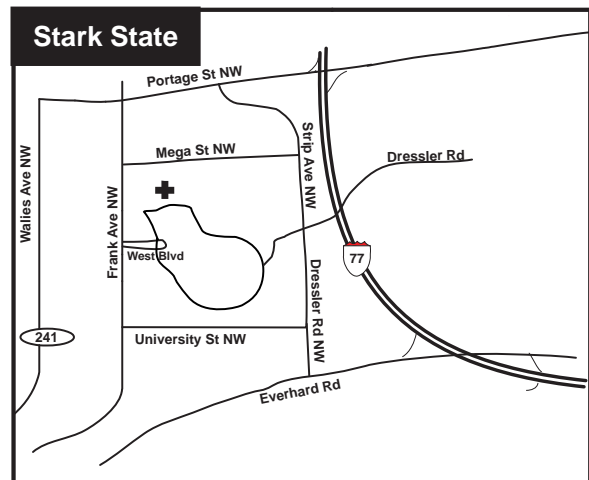 Stark State
Portage St NW
Mega St NW
Strip Ave NW
Dressler Rd
Walies Ave NW
Frank Ave NW
West Blvd
77
Dressler Rd NW
241
University St NW
Everhard Rd